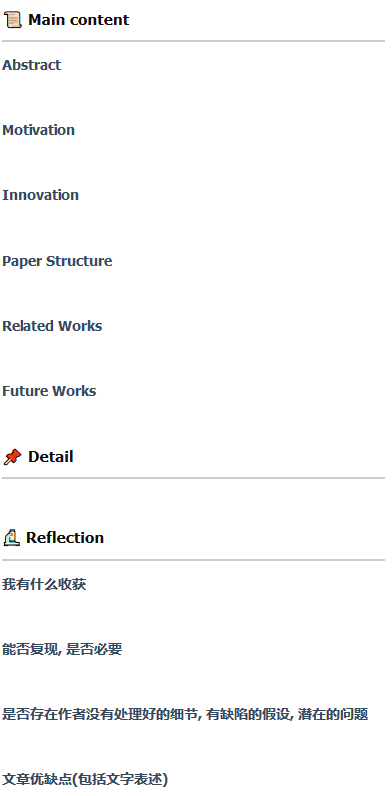 Main content
Abstract
Motivation
Innovation
Paper Structure
Related Works
Future Works
Detail
Reflection
我有什么收获
能否复现, 是否必要
是否存在作者没有处理好的细节, 有缺陷的假设, 潜在的问题
文章优缺点(包括文字表述)